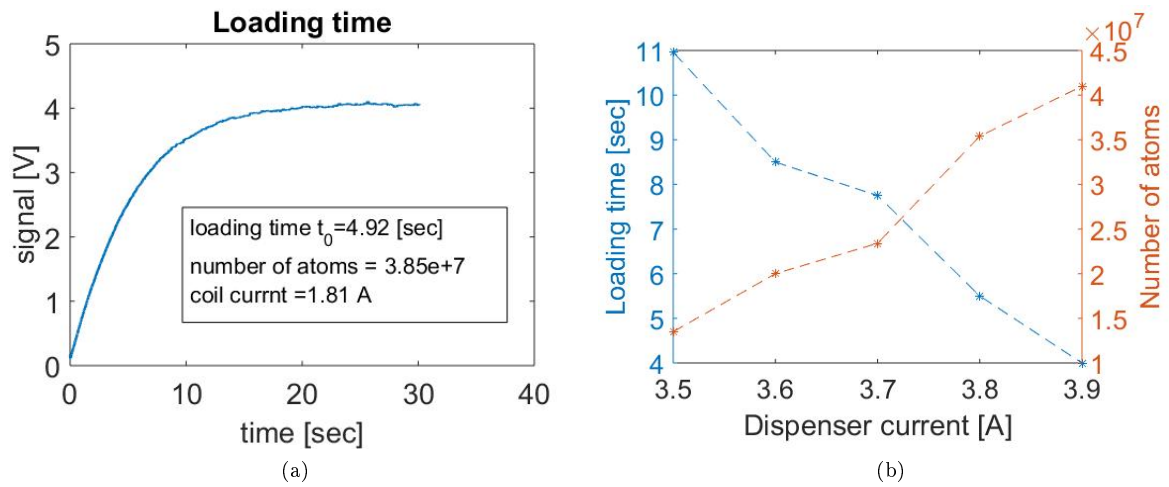 Loading time
5
4
3
2
1
0
signal [V]
loading time t0=4.92 [sec]
number of atoms = 3.85e+7
coil currnt =1.81 A
0 10 20 30 40
time [sec]
(a)
×10^7
11
10
9
8
7
6
5
4
Loading time [sec]
4.5
4
3.5
3
2.5
2
1.5
1
Number of atoms
3.5 3.6 3.7 3.8 3.9
Dispenser current [A]
(b)